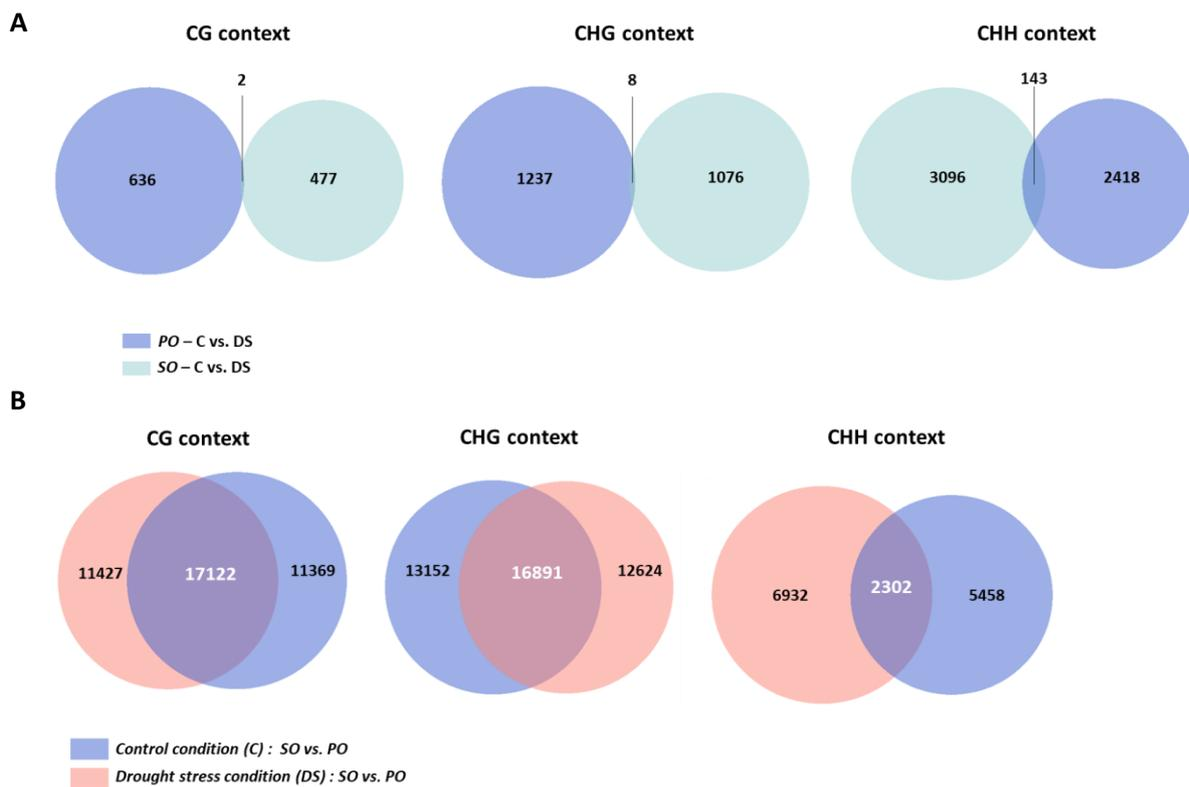 A
CG context
CHG context
CHH context
2
8
143
636
477
1237
1076
3096
2418
PO – C vs. DS
SO – C vs. DS
B
CG context
CHG context
CHH context
11427
17122
11369
13152
16891
12624
6932
2302
5458
Control condition (C) : SO vs. PO
Drought stress condition (DS) : SO vs. PO